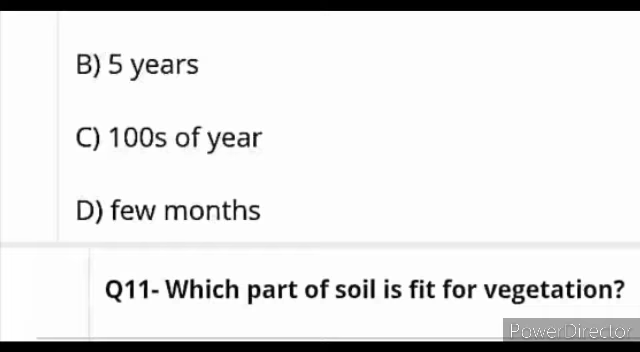 B) 5 years
C) 100s of year
D) few months
Q11- Which part of soil is fit for vegetation?
PowerDirector